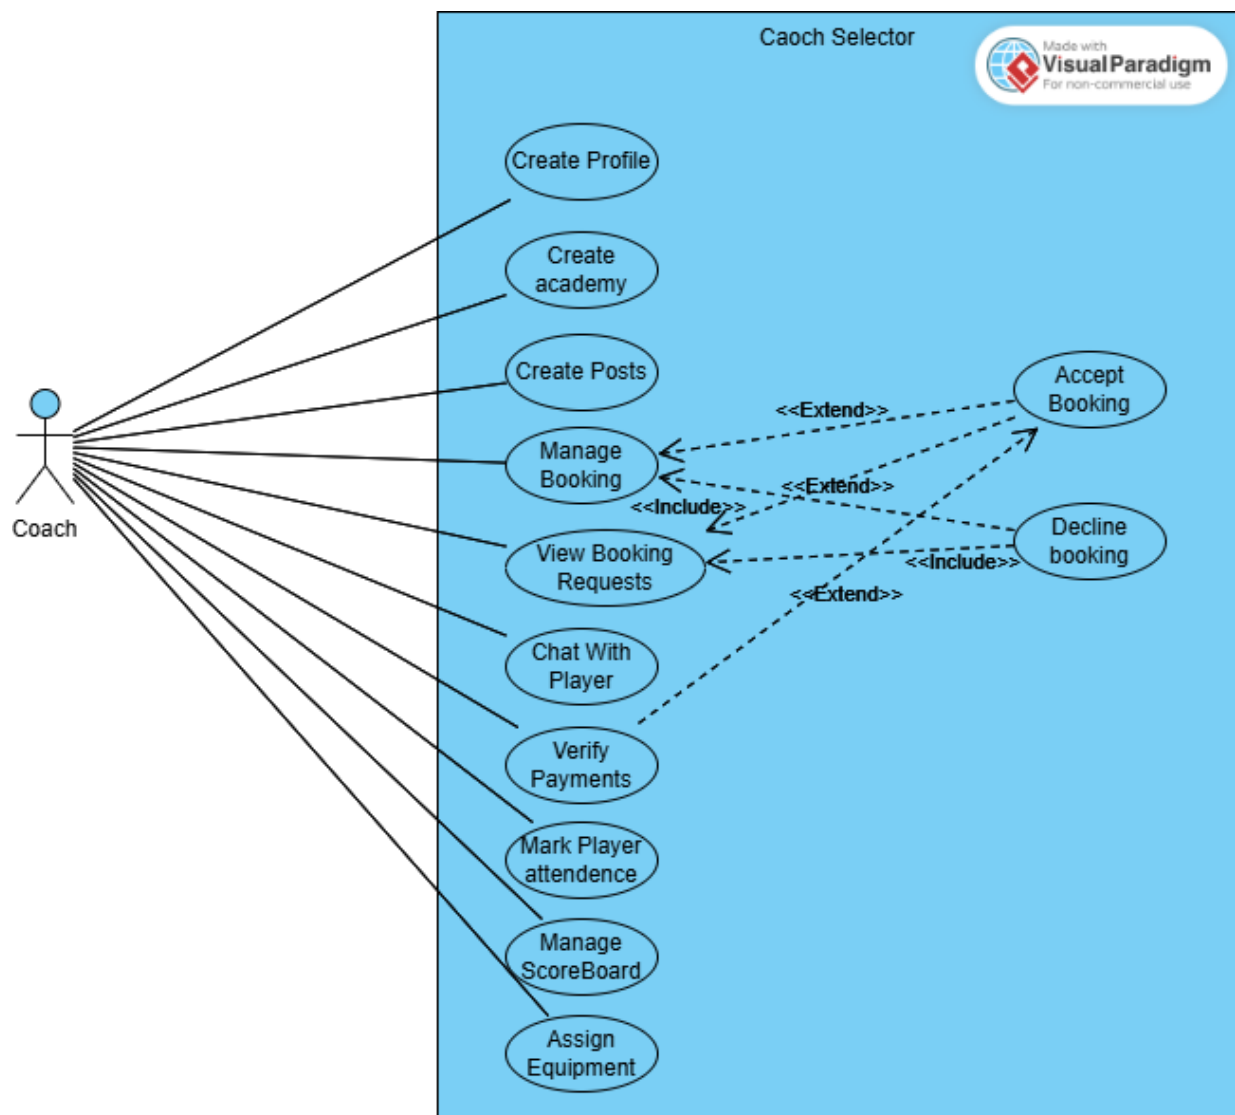 Caoch Selector
Made with
Visual Paradigm
For non-commercial use
Create Profile
Create
academy
Create Posts
Accept
Booking
<<Extend>>
Manage
Booking
<<Extend>>
<<Include>>
Decline
booking
View Booking
Requests
<<Include>>
<<Extend>>
Coach
Chat With
Player
Verify
Payments
Mark Player
attendence
Manage
ScoreBoard
Assign
Equipment